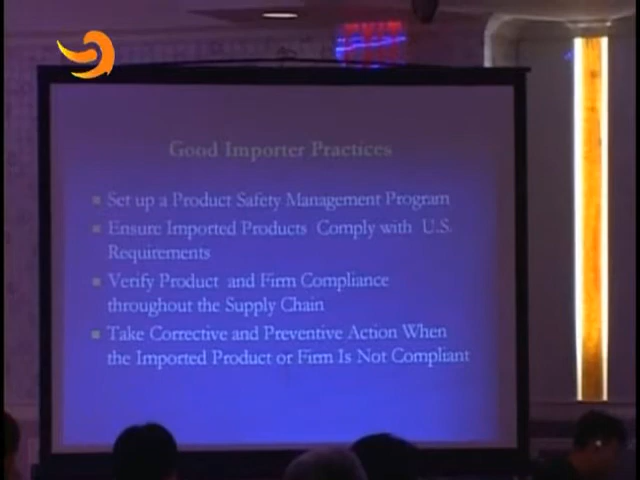 Good Importer Practices
Set up a Product Safety Management Program
Ensure Imported Products Comply with U.S.
Requirements
Verify Product and Firm Compliance
throughout the Supply Chain
Take Corrective and Preventive Action When
the Imported Product or Firm Is Not Compliant